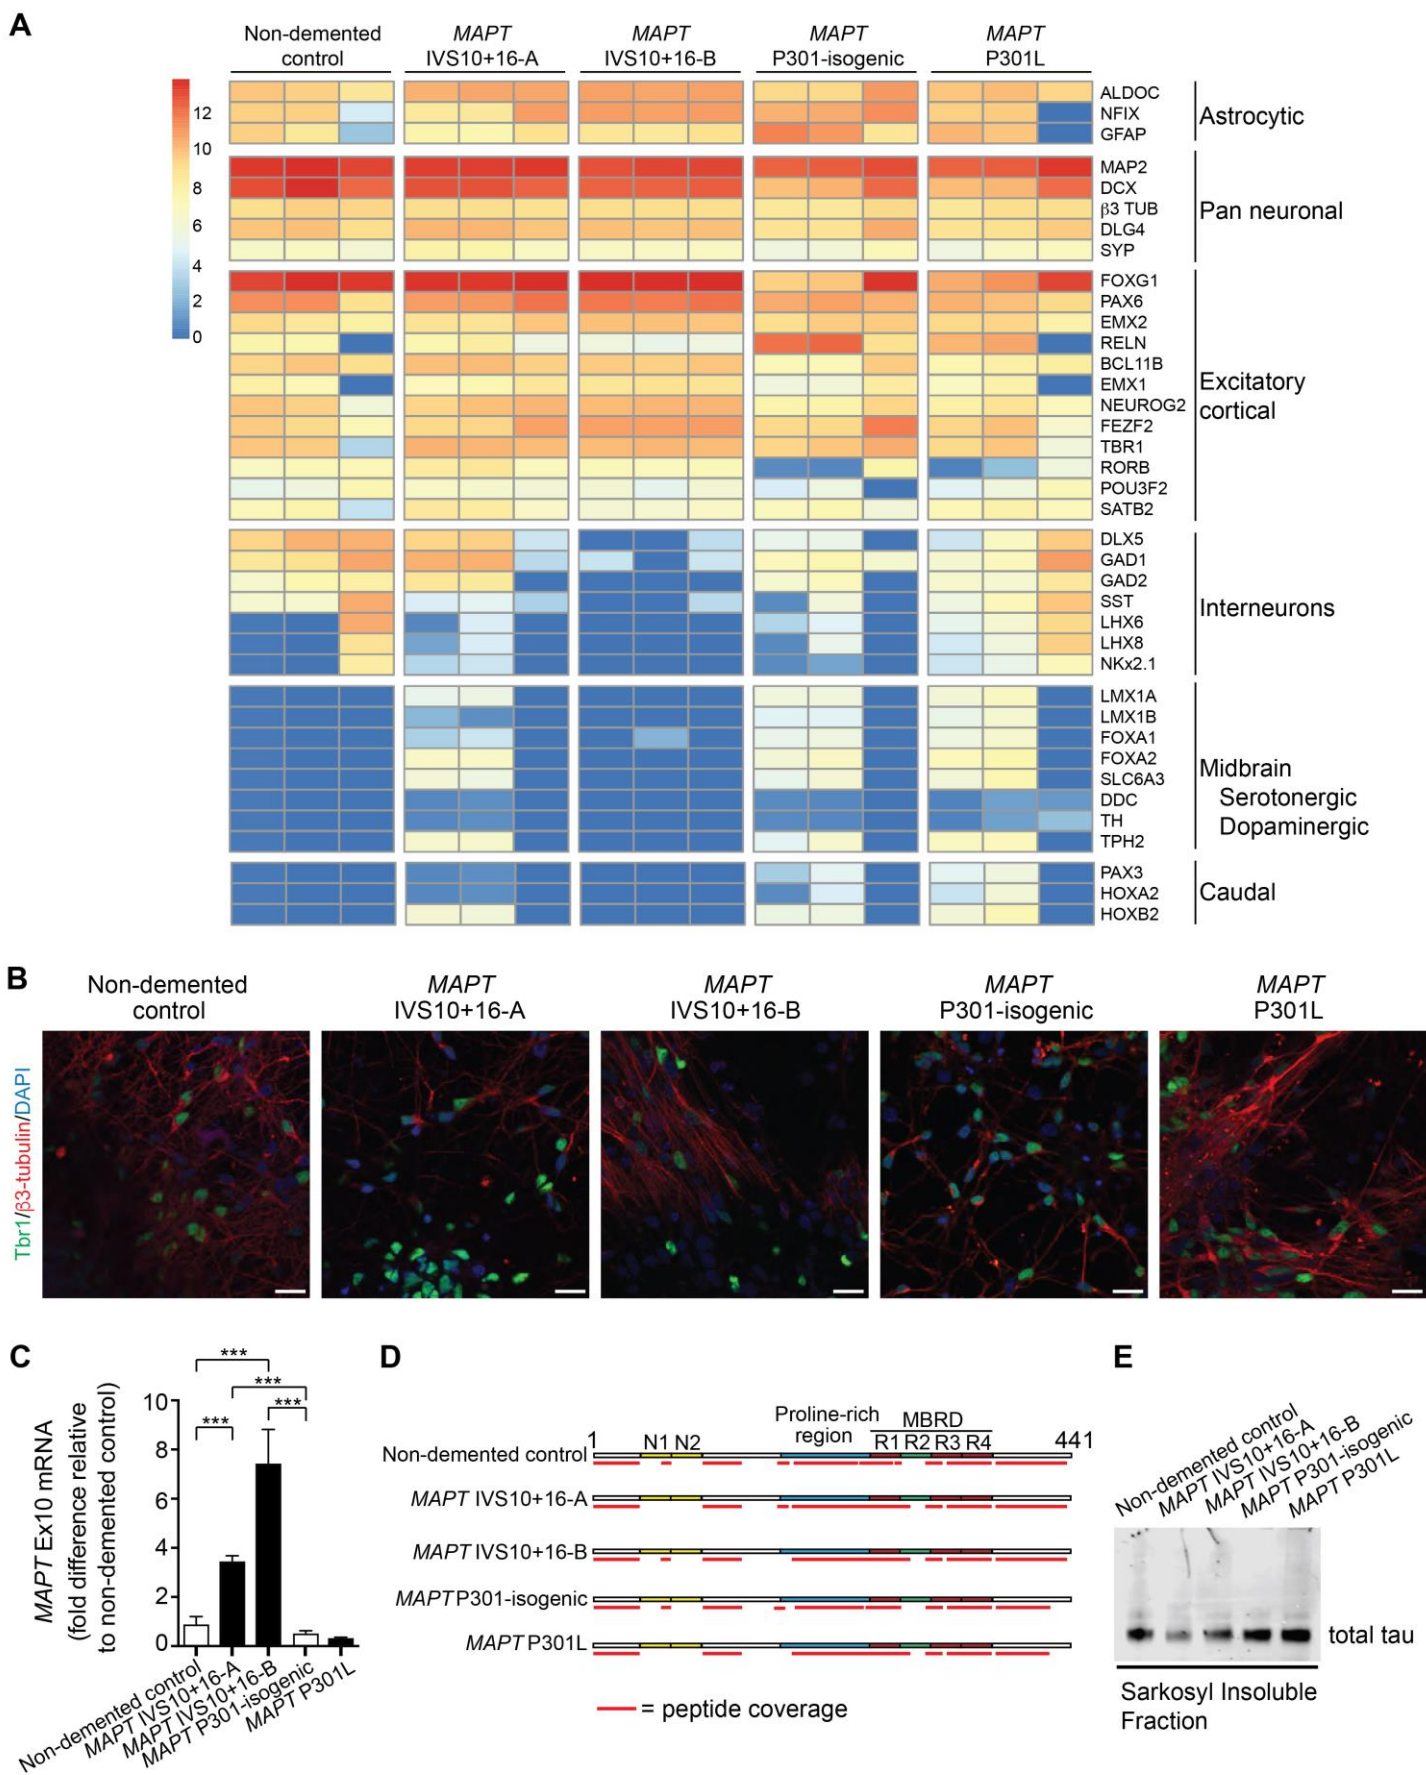 A
Non-demented
control
MAPT
IVS10+16-A
MAPT
IVS10+16-B
MAPT
P301-isogenic
MAPT
P301L
12
10
8
6
4
2
0
ALDOC
NFIX
GFAP
Astrocytic
MAP2
DCX
β3 TUB
DLG4
SYP
Pan neuronal
FOXG1
PAX6
EMX2
RELN
BCL11B
EMX1
NEUROG2
FEZF2
TBR1
RORB
POU3F2
SATB2
Excitatory
cortical
DLX5
GAD1
GAD2
SST
LHX6
LHX8
NKx2.1
Interneurons
LMX1A
LMX1B
FOXA1
FOXA2
SLC6A3
DDC
TH
TPH2
Midbrain
Serotonergic
Dopaminergic
PAX3
HOXA2
HOXB2
Caudal
B
Non-demented
control
MAPT
IVS10+16-A
MAPT
IVS10+16-B
MAPT
P301-isogenic
MAPT
P301L
Tbr1/β3-tubulin/DAPI
C
MAPT Ex10 mRNA
(fold difference relative
to non-demented control)
10
8
6
4
2
0
***
***
***
***
Non-demented control
MAPT IVS10+16-A
MAPT IVS10+16-B
MAPT P301-isogenic
MAPT P301L
D
Proline-rich
region
MBRD
1
N1 N2
R1 R2 R3 R4
441
Non-demented control
MAPT IVS10+16-A
MAPT IVS10+16-B
MAPT P301-isogenic
MAPT P301L
= peptide coverage
E
Non-demented control
MAPT IVS10+16-A
MAPT IVS10+16-B
MAPT P301-isogenic
MAPT P301L
total tau
Sarkosyl Insoluble
Fraction